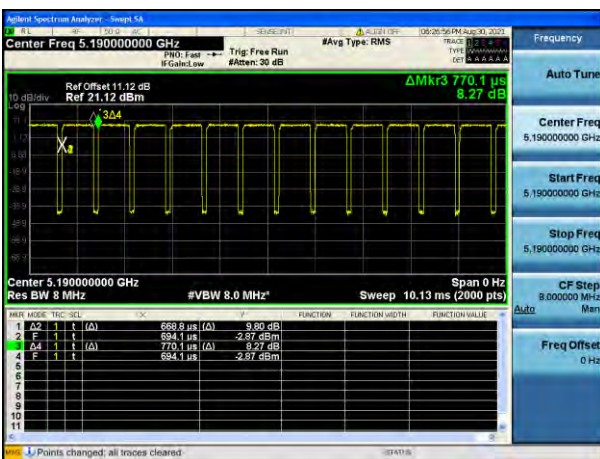 Agilent Spectrum Analyzer - Swept SA
RL RF 50 Ω AC SENSE:INT ALIGN OFF 06:26:56 PM Aug 30, 2021
Center Freq 5.190000000 GHz #Avg Type: RMS TRACE
PNO: Fast Trig: Free Run TYPE
IFGain:Low #Atten: 30 dB DET A A A A A A
ΔMkr3 770.1 µs
8.27 dB
Ref Offset 11.12 dB
10 dB/div Ref 21.12 dBm
Log
3Δ4
Center 5.190000000 GHz Span 0 Hz
Res BW 8 MHz #VBW 8.0 MHz* Sweep 10.13 ms (2000 pts)
MKR MODE TRC SCL X Y FUNCTION FUNCTION WIDTH FUNCTION VALUE
1 Δ2 1 t (Δ) 668.8 µs (Δ) 9.80 dB
2 F 1 t 694.1 µs -2.87 dBm
3 Δ4 1 t (Δ) 770.1 µs (Δ) 8.27 dB
4 F 1 t 694.1 µs -2.87 dBm
5
6
7
8
9
10
11
MSG Points changed; all traces cleared STATUS
Frequency
Auto Tune
Center Freq
5.190000000 GHz
Start Freq
5.190000000 GHz
Stop Freq
5.190000000 GHz
CF Step
8.000000 MHz
Auto Man
Freq Offset
0 Hz